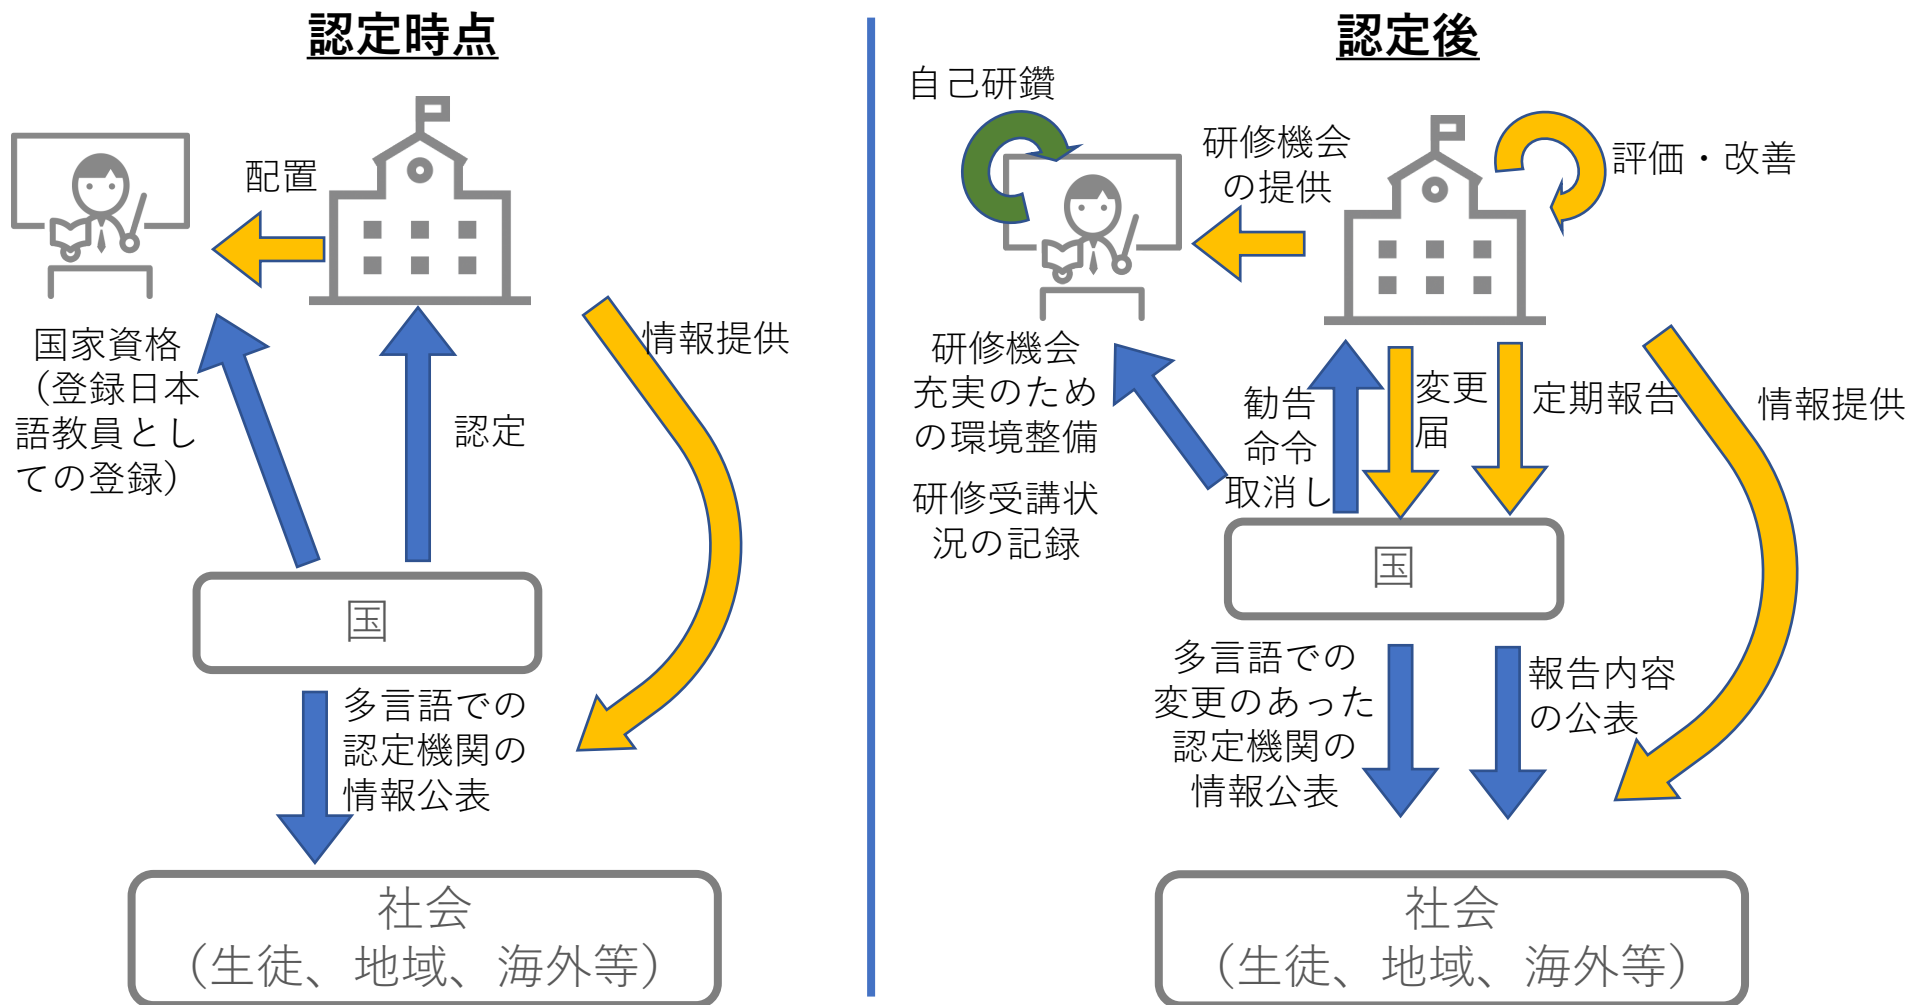 認定時点
配置
国家資格
（登録日本
語教員とし
ての登録）
認定
情報提供
国
多言語での
認定機関の
情報公表
社会
（生徒、地域、海外等）
認定後
自己研鑽
研修機会
の提供
評価・改善
研修機会
充実のため
の環境整備
研修受講状
況の記録
勧告
命令
取消し
変更
届
定期報告
情報提供
国
多言語での
変更のあった
認定機関の
情報公表
報告内容
の公表
社会
（生徒、地域、海外等）